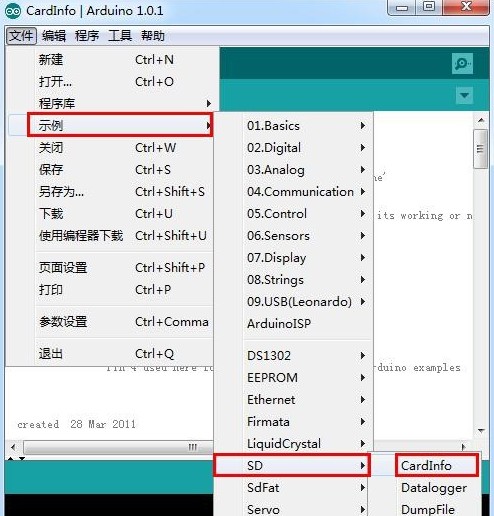 CardInfo | Arduino 1.0.1
文件 编辑 程序 工具 帮助
新建 Ctrl+N
打开... Ctrl+O
程序库
示例
关闭 Ctrl+W
保存 Ctrl+S
另存为... Ctrl+Shift+S
下载 Ctrl+U
使用编程器下载 Ctrl+Shift+U
页面设置 Ctrl+Shift+P
打印 Ctrl+P
参数设置 Ctrl+Comma
退出 Ctrl+Q
01.Basics
02.Digital
03.Analog
04.Communication
05.Control
06.Sensors
07.Display
08.Strings
09.USB(Leonardo)
ArduinoISP
DS1302
EEPROM
Ethernet
Firmata
LiquidCrystal
SD
SdFat
Servo
CardInfo
Datalogger
DumpFile
its working or n
used here
examples
created 28 Mar 2011